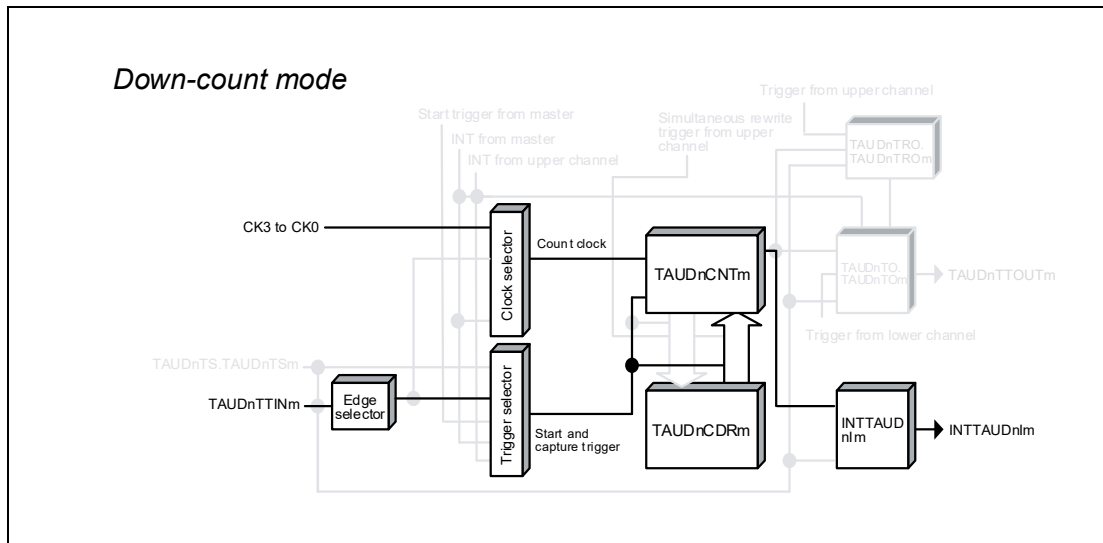 Down-count mode
Trigger from upper channel
Start trigger from master
Simultaneous rewrite
trigger from upper
channel
INT from master
INT from upper channel
TAUDnTRO.
TAUDnTROm
CK3 to CK0
Clock selector
Count clock
TAUDnCNTm
TAUDnTO.
TAUDnTOm
TAUDnTTOUTm
Trigger from lower channel
TAUDnTS.TAUDnTSm
TAUDnTTINm
Edge
selector
Trigger selector
Start and
capture trigger
TAUDnCDRm
INTTAUD
nIm
INTTAUDnIm